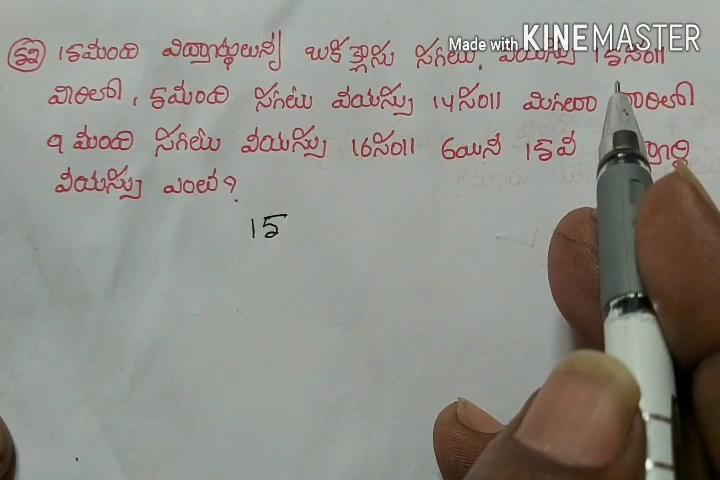 Made with KINEMASTER
52 15మంది విద్యార్థులున్న ఒక క్లాసు సగటు వయస్సు 15సం॥
వారిలో, 5మంది సగటు వయస్సు 14సం॥ మిగతా వారిలో
9 మంది సగటు వయస్సు 16సం॥ అయిన 15వ
వయస్సు ఎంత?
15